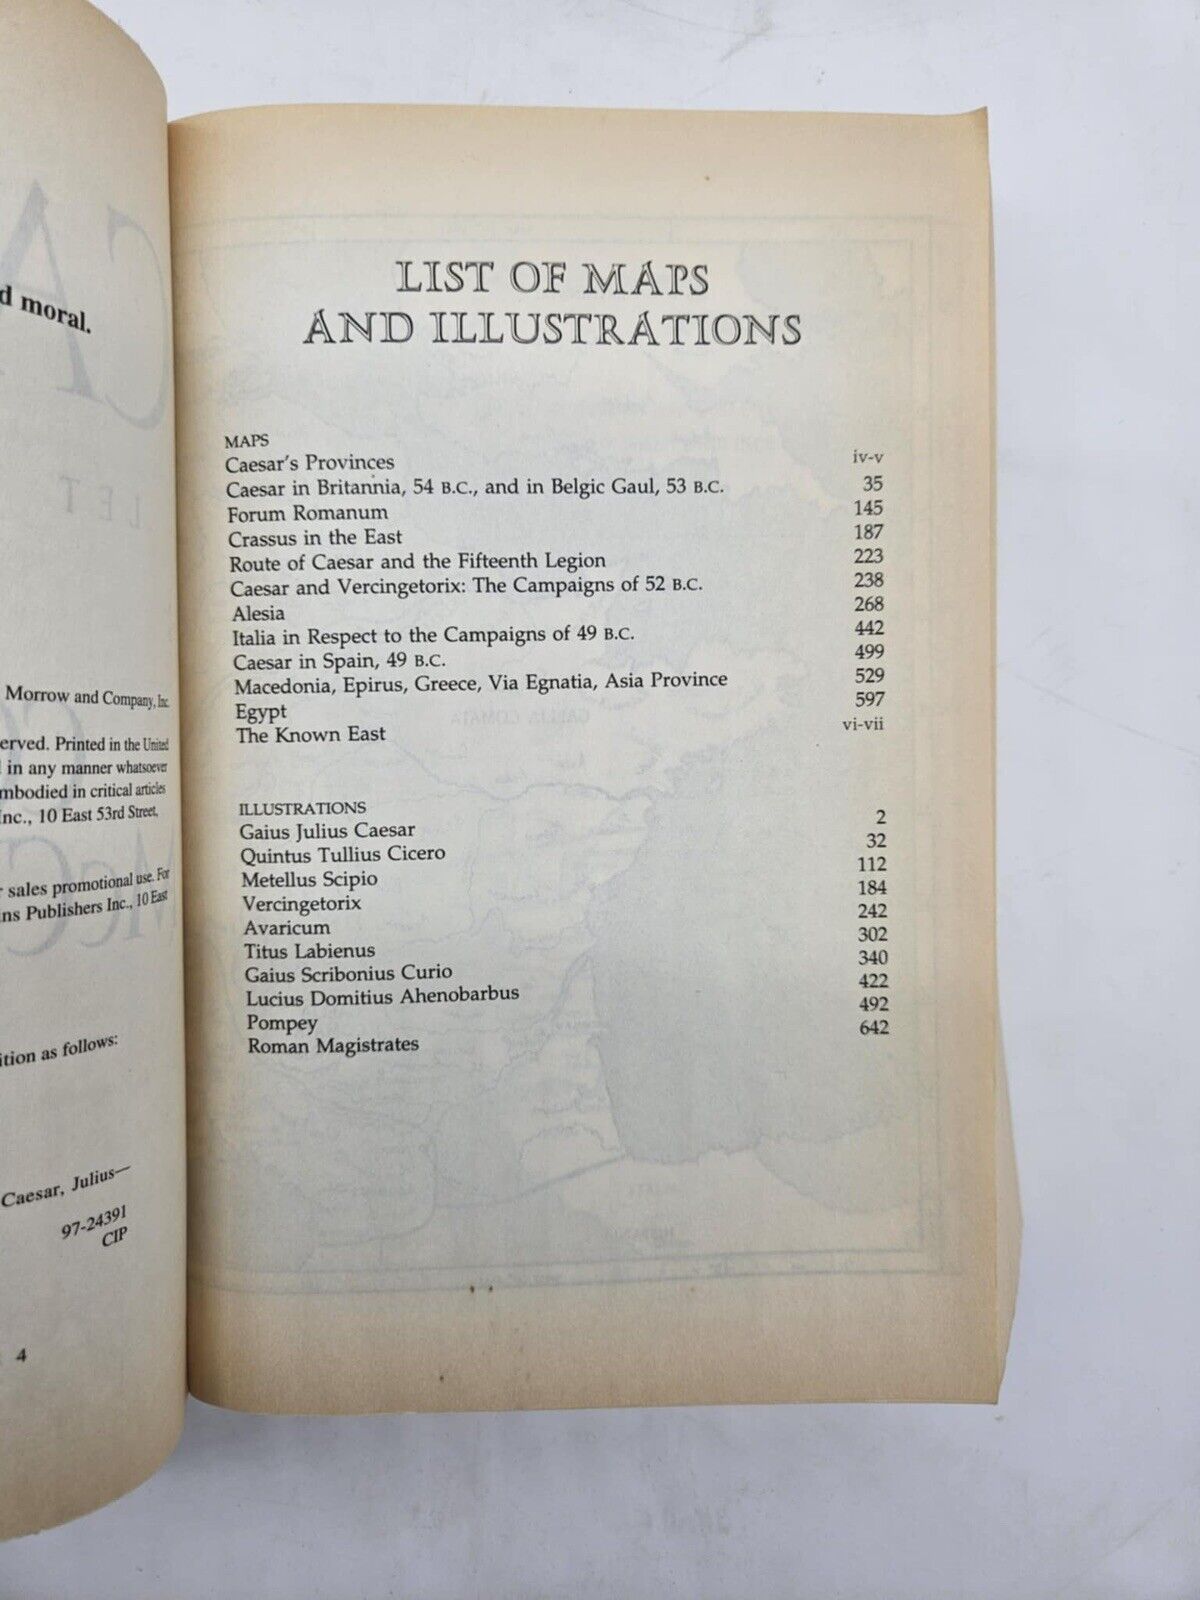 d moral.
Morrow and Company, Inc.
erved. Printed in the United
in any manner whatsoever
mbodied in critical articles
nc., 10 East 53rd Street,
sales promotional use. For
ns Publishers Inc., 10 East
ition as follows:
Caesar, Julius—
97-24391
CIP
4
LIST OF MAPS
AND ILLUSTRATIONS
MAPS
Caesar's Provinces iv-v
Caesar in Britannia, 54 B.C., and in Belgic Gaul, 53 B.C. 35
Forum Romanum 145
Crassus in the East 187
Route of Caesar and the Fifteenth Legion 223
Caesar and Vercingetorix: The Campaigns of 52 B.C. 238
Alesia 268
Italia in Respect to the Campaigns of 49 B.C. 442
Caesar in Spain, 49 B.C. 499
Macedonia, Epirus, Greece, Via Egnatia, Asia Province 529
Egypt 597
The Known East vi-vii
ILLUSTRATIONS
Gaius Julius Caesar 2
Quintus Tullius Cicero 32
Metellus Scipio 112
Vercingetorix 184
Avaricum 242
Titus Labienus 302
Gaius Scribonius Curio 340
Lucius Domitius Ahenobarbus 422
Pompey 492
Roman Magistrates 642